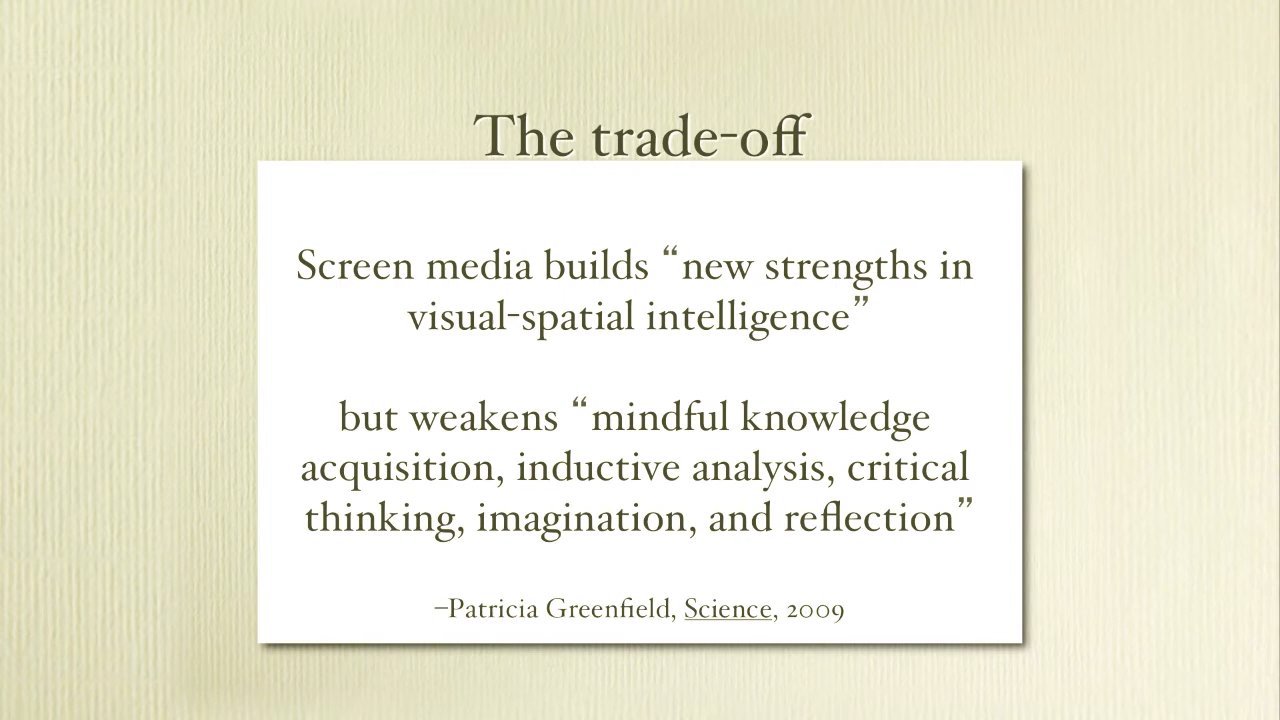 The trade-off
Screen media builds “new strengths in
visual-spatial intelligence”
but weakens “mindful knowledge
acquisition, inductive analysis, critical
thinking, imagination, and reflection”
–Patricia Greenfield, Science, 2009